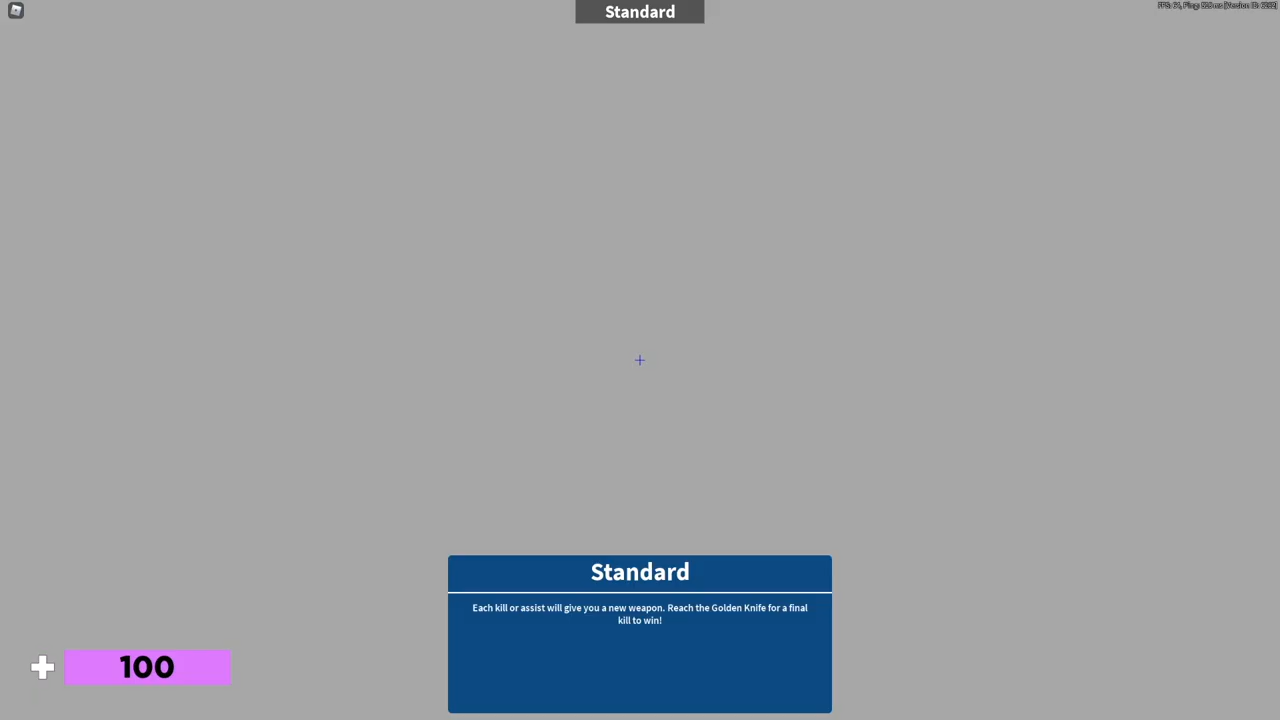 Standard
Standard
Each kill or assist will give you a new weapon. Reach the Golden Knife for a final
kill to win!
100